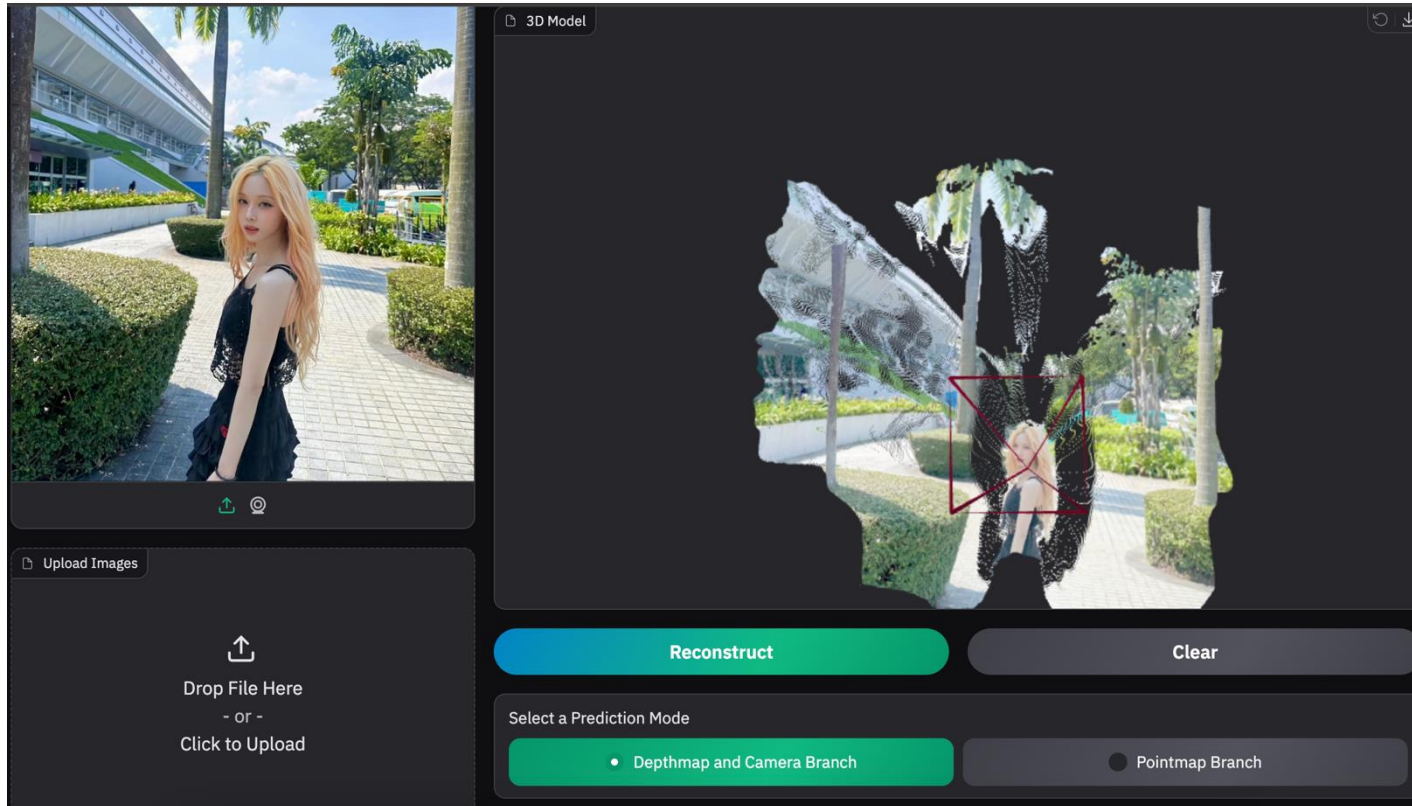 3D Model
Upload Images
Drop File Here
- or -
Click to Upload
Reconstruct
Clear
Select a Prediction Mode
Depthmap and Camera Branch
Pointmap Branch